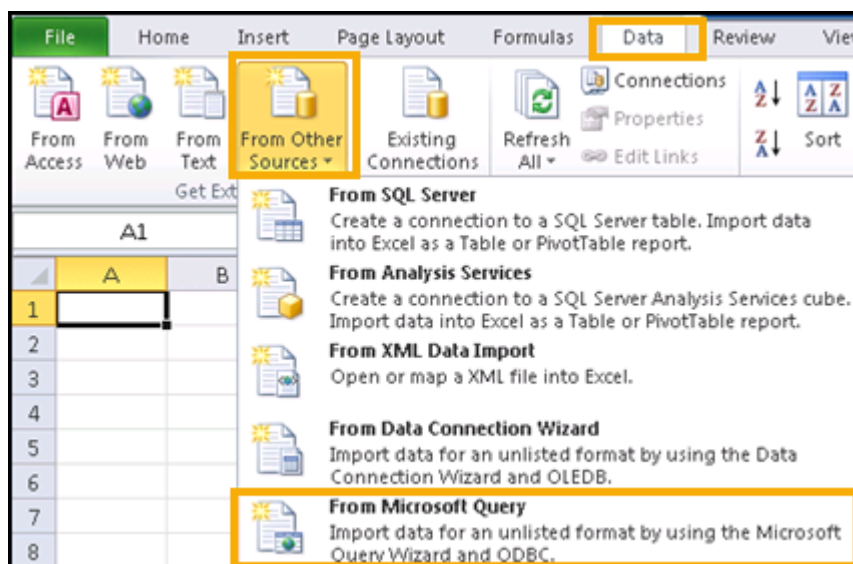 File Home Insert Page Layout Formulas Data Review
Connections
Properties
Edit Links
From Access
From Web
From Text
From Other Sources
Existing Connections
Refresh All
Sort
A1
A B
1
2
3
4
5
6
7
8
From SQL Server
Create a connection to a SQL Server table. Import data
into Excel as a Table or PivotTable report.
From Analysis Services
Create a connection to a SQL Server Analysis Services cube.
Import data into Excel as a Table or PivotTable report.
From XML Data Import
Open or map a XML file into Excel.
From Data Connection Wizard
Import data for an unlisted format by using the Data
Connection Wizard and OLEDB.
From Microsoft Query
Import data for an unlisted format by using the Microsoft
Query Wizard and ODBC.